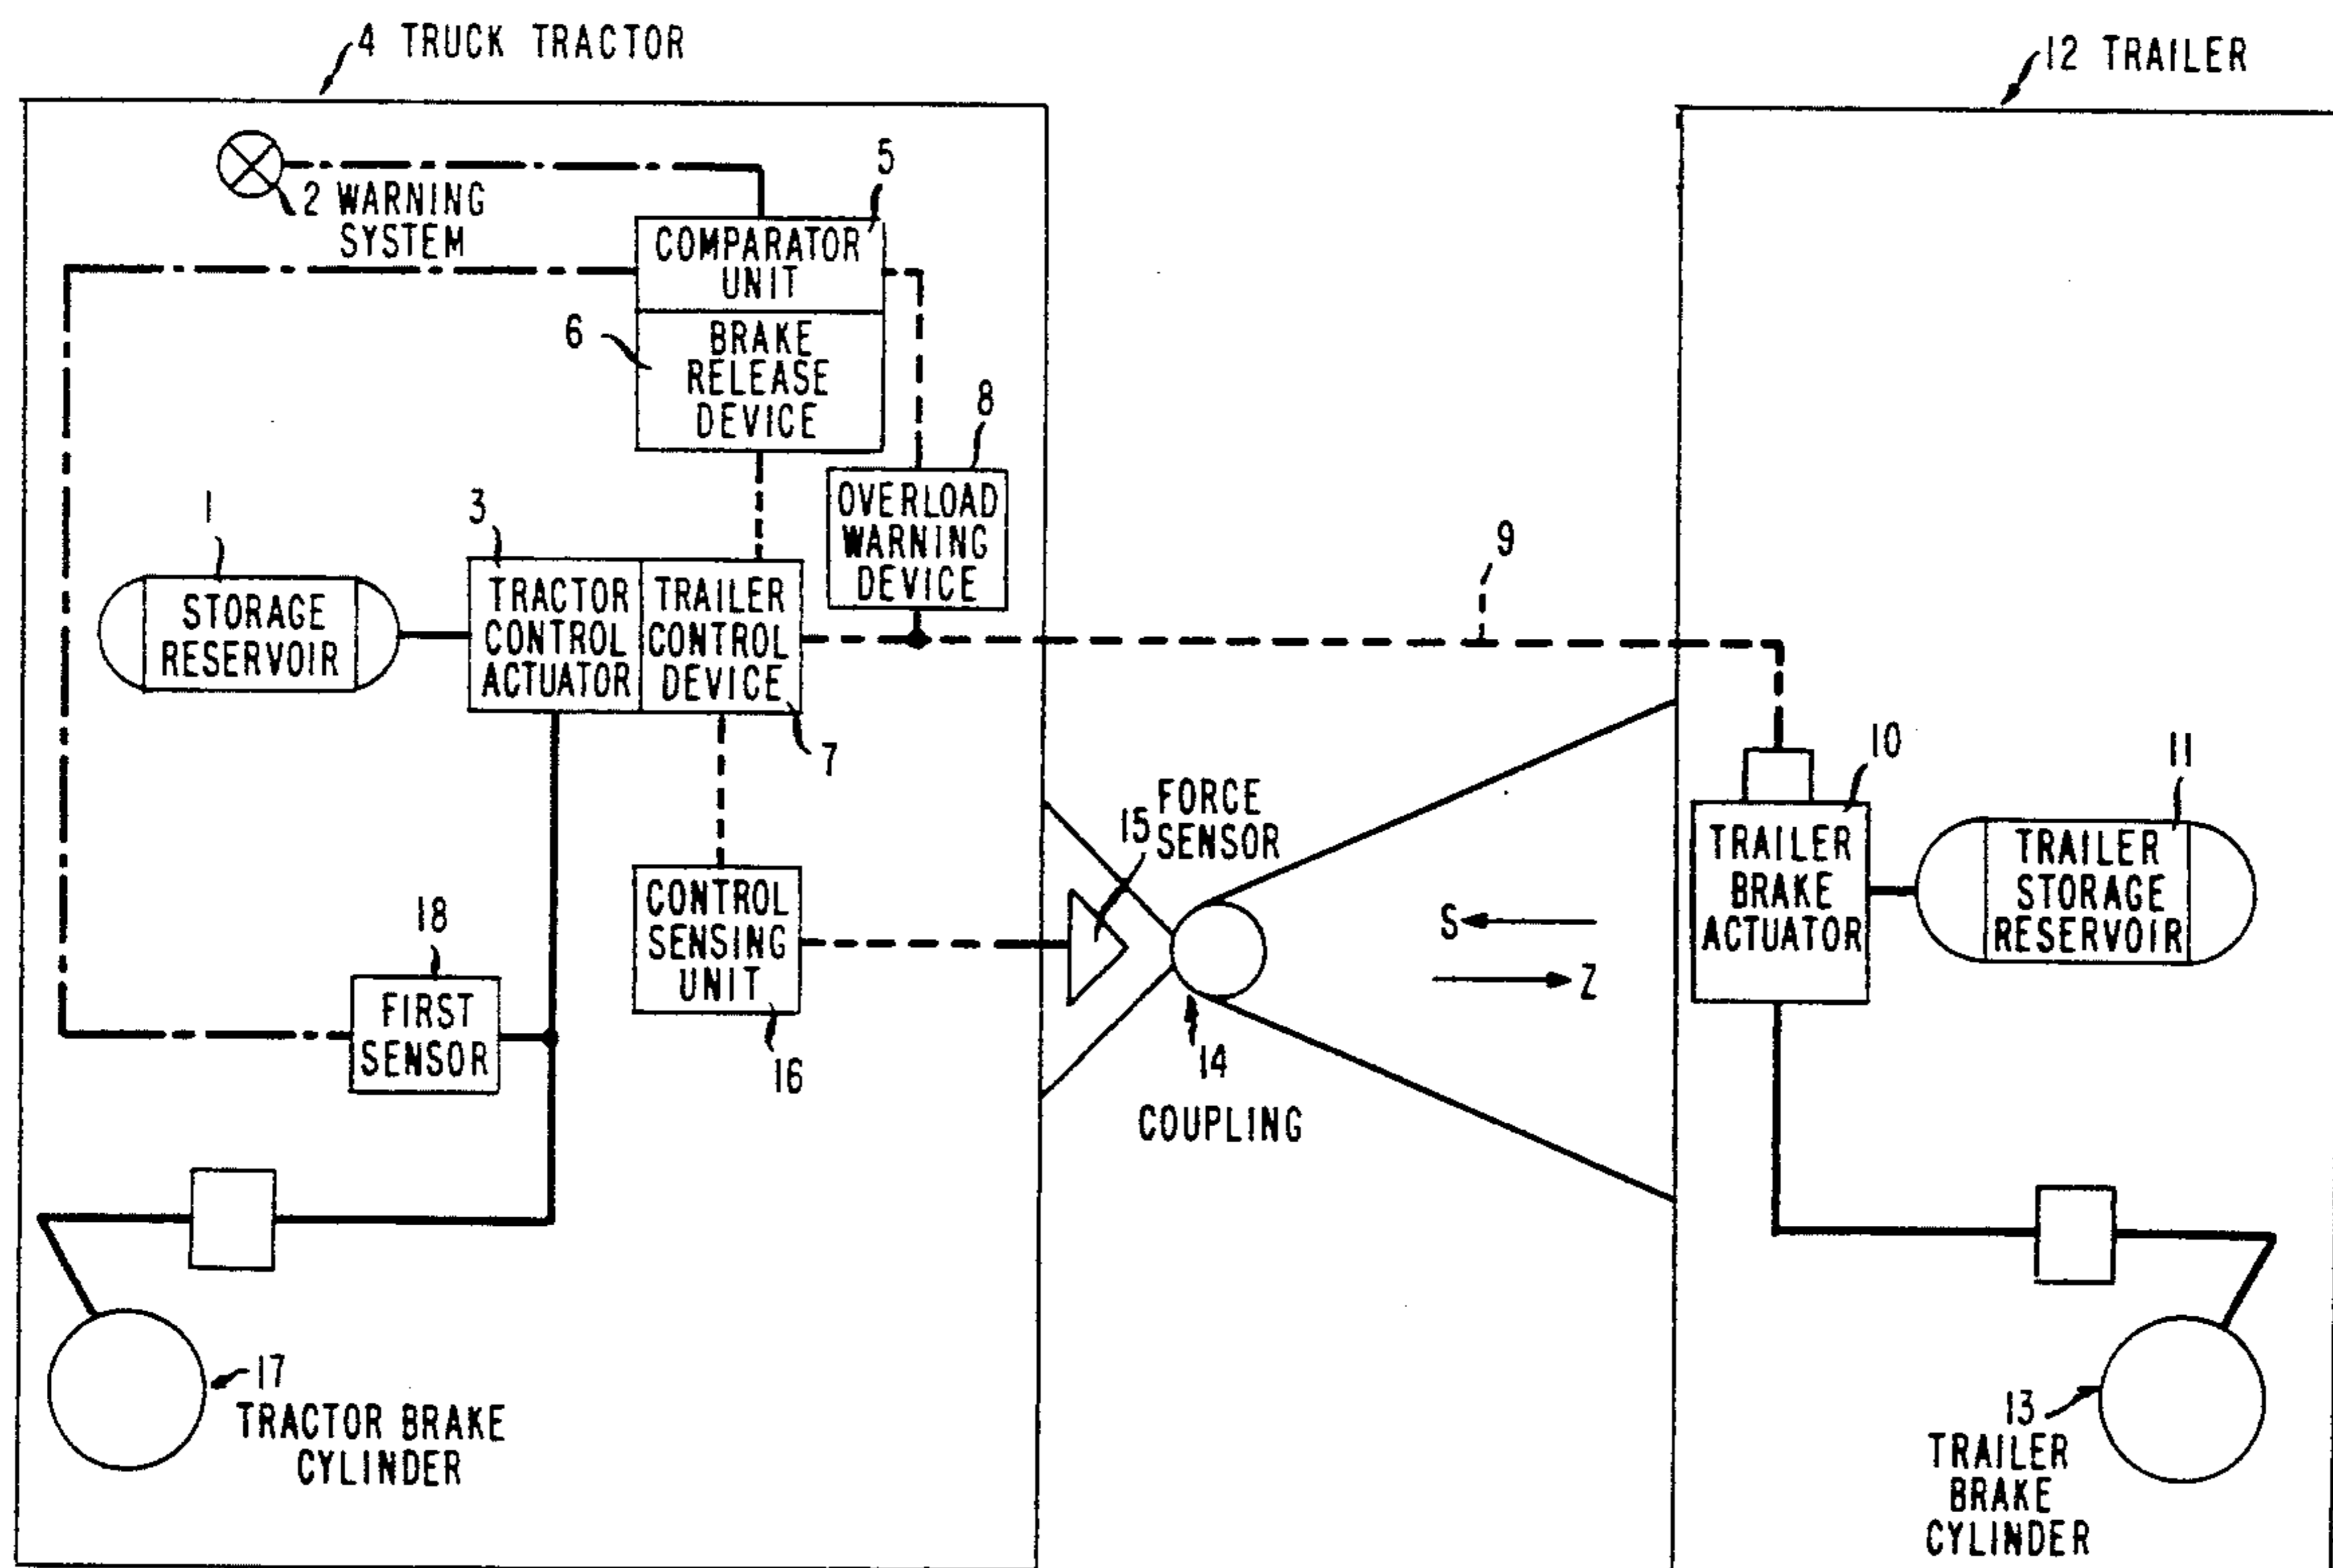 4 TRUCK TRACTOR
12 TRAILER
2 WARNING
SYSTEM
5
COMPARATOR
UNIT
6
BRAKE
RELEASE
DEVICE
8
OVERLOAD
WARNING
DEVICE
1
STORAGE
RESERVOIR
3
TRACTOR
CONTROL
ACTUATOR
TRAILER
CONTROL
DEVICE
7
9
10
TRAILER
BRAKE
ACTUATOR
11
TRAILER
STORAGE
RESERVOIR
15 FORCE
SENSOR
S
Z
14
COUPLING
CONTROL
SENSING
UNIT
16
18
FIRST
SENSOR
17
TRACTOR BRAKE
CYLINDER
13
TRAILER
BRAKE
CYLINDER